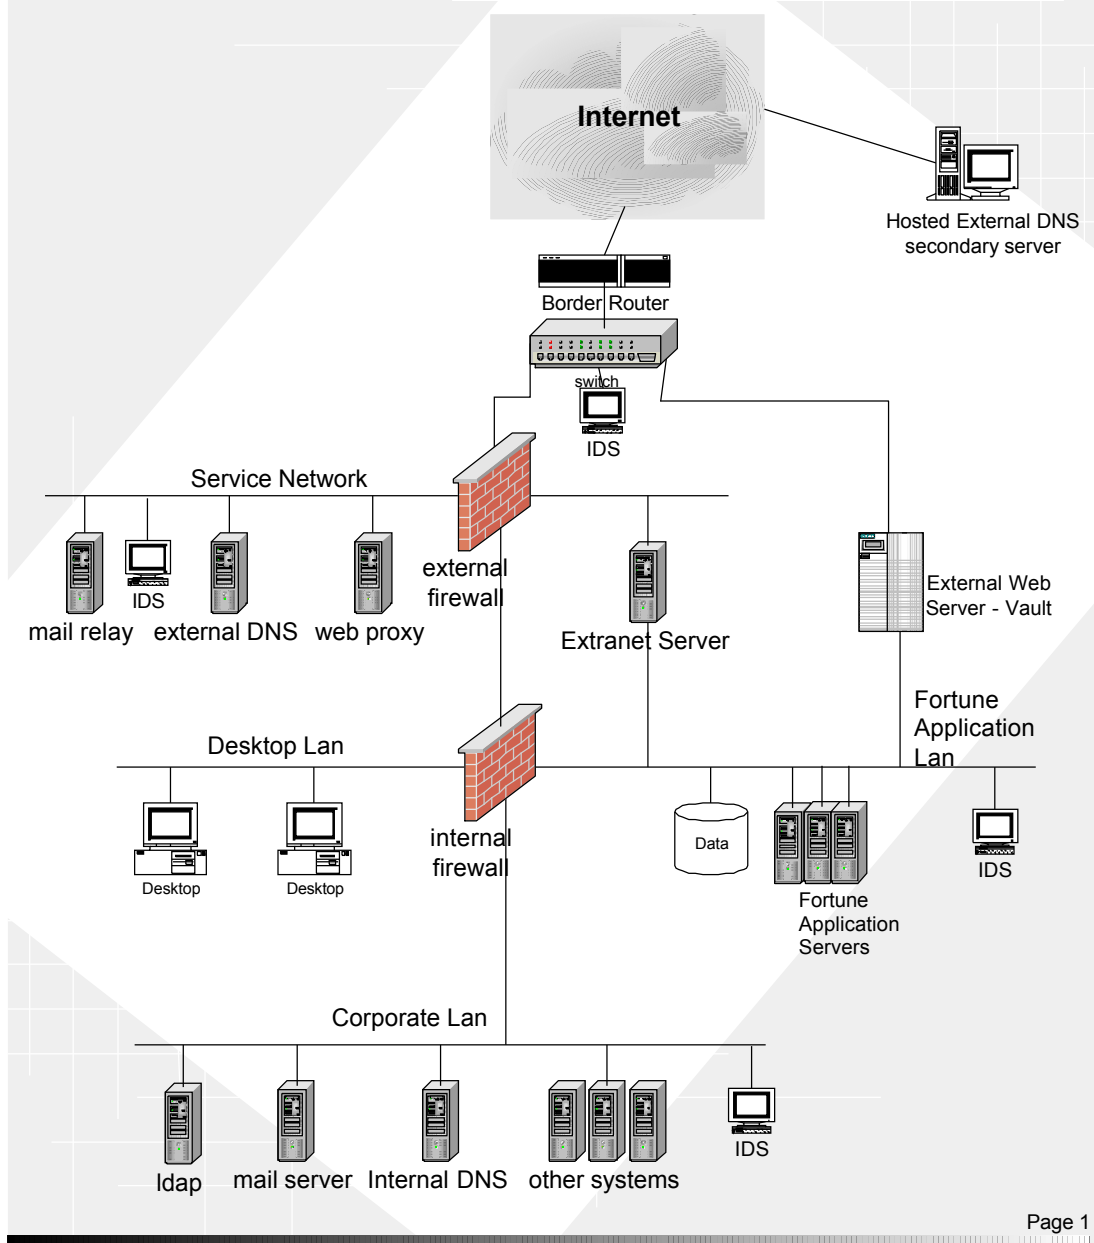 Internet
Hosted External DNS
secondary server
Border Router
switch
IDS
Service Network
external
firewall
IDS
mail relay
external DNS
web proxy
Extranet Server
External Web
Server - Vault
Fortune
Application
Lan
Desktop Lan
internal
firewall
Data
Desktop
Desktop
IDS
Fortune
Application
Servers
Corporate Lan
ldap
mail server
Internal DNS
other systems
IDS
Page 1